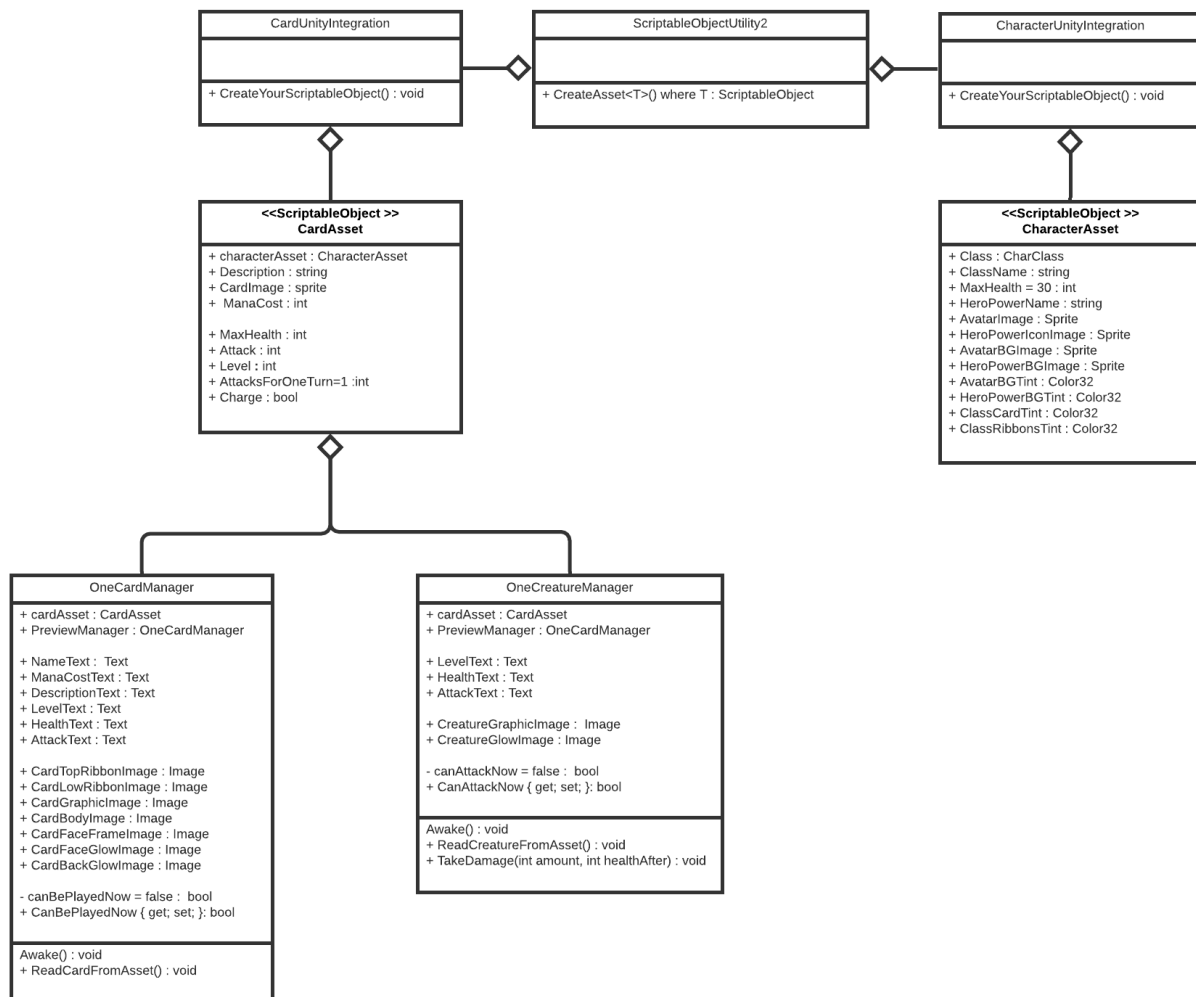 CardUnityIntegration
+ CreateYourScriptableObject() : void
ScriptableObjectUtility2
+ CreateAsset<T>() where T : ScriptableObject
CharacterUnityIntegration
+ CreateYourScriptableObject() : void
<<ScriptableObject >>
CardAsset
+ characterAsset : CharacterAsset
+ Description : string
+ CardImage : sprite
+  ManaCost : int
+ MaxHealth : int
+ Attack : int
+ Level : int
+ AttacksForOneTurn=1 :int
+ Charge : bool
<<ScriptableObject >>
CharacterAsset
+ Class : CharClass
+ ClassName : string
+ MaxHealth = 30 : int
+ HeroPowerName : string
+ AvatarImage : Sprite
+ HeroPowerIconImage : Sprite
+ AvatarBGImage : Sprite
+ HeroPowerBGImage : Sprite
+ AvatarBGTint : Color32
+ HeroPowerBGTint : Color32
+ ClassCardTint : Color32
+ ClassRibbonsTint : Color32
OneCardManager
+ cardAsset : CardAsset
+ PreviewManager : OneCardManager
+ NameText :  Text
+ ManaCostText : Text
+ DescriptionText : Text
+ LevelText : Text
+ HealthText : Text
+ AttackText : Text
+ CardTopRibbonImage : Image
+ CardLowRibbonImage : Image
+ CardGraphicImage : Image
+ CardBodyImage : Image
+ CardFaceFrameImage : Image
+ CardFaceGlowImage : Image
+ CardBackGlowImage : Image
- canBePlayedNow = false :  bool
+ CanBePlayedNow { get; set; }: bool
Awake() : void
+ ReadCardFromAsset() : void
OneCreatureManager
+ cardAsset : CardAsset
+ PreviewManager : OneCardManager
+ LevelText : Text
+ HealthText : Text
+ AttackText : Text
+ CreatureGraphicImage :  Image
+ CreatureGlowImage : Image
- canAttackNow = false :  bool
+ CanAttackNow { get; set; }: bool
Awake() : void
+ ReadCreatureFromAsset() : void
+ TakeDamage(int amount, int healthAfter) : void